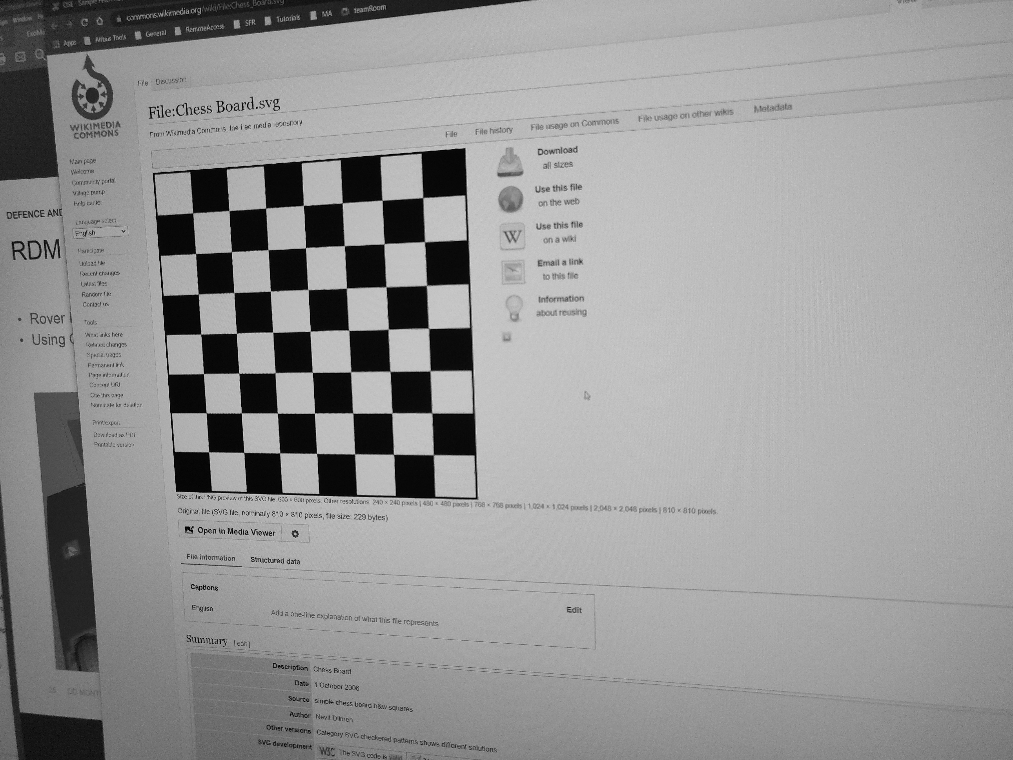 commons.wikimedia.org/wiki/File:Chess_Board.svg
Apps
General
RemoteAccess
SFR
Tutorials
MA
teamRoom
File Discussion
File:Chess Board.svg
From Wikimedia Commons, the free media repository
WIKIMEDIA
COMMONS
File File history File usage on Commons File usage on other wikis Metadata
Main page
Welcome
Community portal
Village pump
Help center
Language select
English
Participate
Upload file
Recent changes
Latest files
Random file
Contact us
Tools
What links here
Related changes
Special pages
Permanent link
Page information
Concept URI
Cite this page
Nominate for deletion
Print/export
Download as PDF
Printable version
Download
all sizes
Use this file
on the web
W
Use this file
on a wiki
Email a link
to this file
Information
about reusing
DEFENCE AND
RDM
• Rover
• Using
Size of this PNG preview of this SVG file: 600 × 600 pixels. Other resolutions: 240 × 240 pixels | 480 × 480 pixels | 768 × 768 pixels | 1,024 × 1,024 pixels | 2,048 × 2,048 pixels | 810 × 810 pixels.
Original file (SVG file, nominally 810 × 810 pixels, file size: 229 bytes)
Open in Media Viewer
File information Structured data
Captions
English Add a one-line explanation of what this file represents Edit
Summary [edit]
Description Chess Board
Date 1 October 2006
Source simple chess board b&w squares
Author Nevit Dilmen
Other versions Category:SVG checkered patterns shows different solutions
SVG development W3C The SVG code is valid